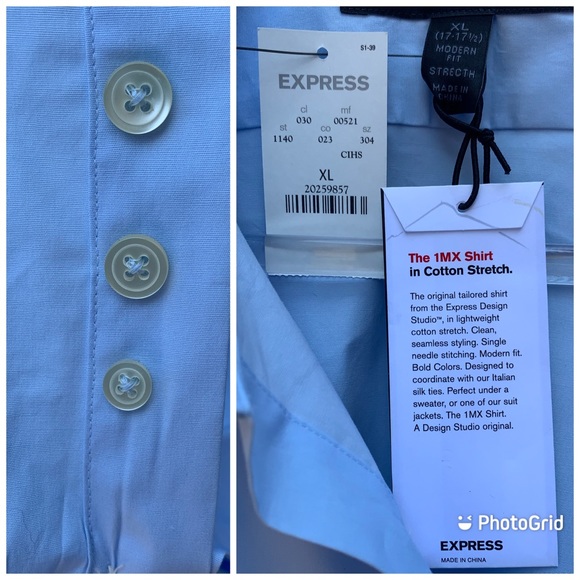 S1-39
EXPRESS
cl mf
030 00521
st co sz
1140 023 304
CIHS
XL
20259857
XL
(17-17½)
MODERN
FIT
STRECTH
MADE IN
CHINA
The 1MX Shirt
in Cotton Stretch.
The original tailored shirt
from the Express Design
Studio™, in lightweight
cotton stretch. Clean,
seamless styling. Single
needle stitching. Modern fit.
Bold Colors. Designed to
coordinate with our Italian
silk ties. Perfect under a
sweater, or one of our suit
jackets. The 1MX Shirt.
A Design Studio original.
EXPRESS
MADE IN CHINA
PhotoGrid